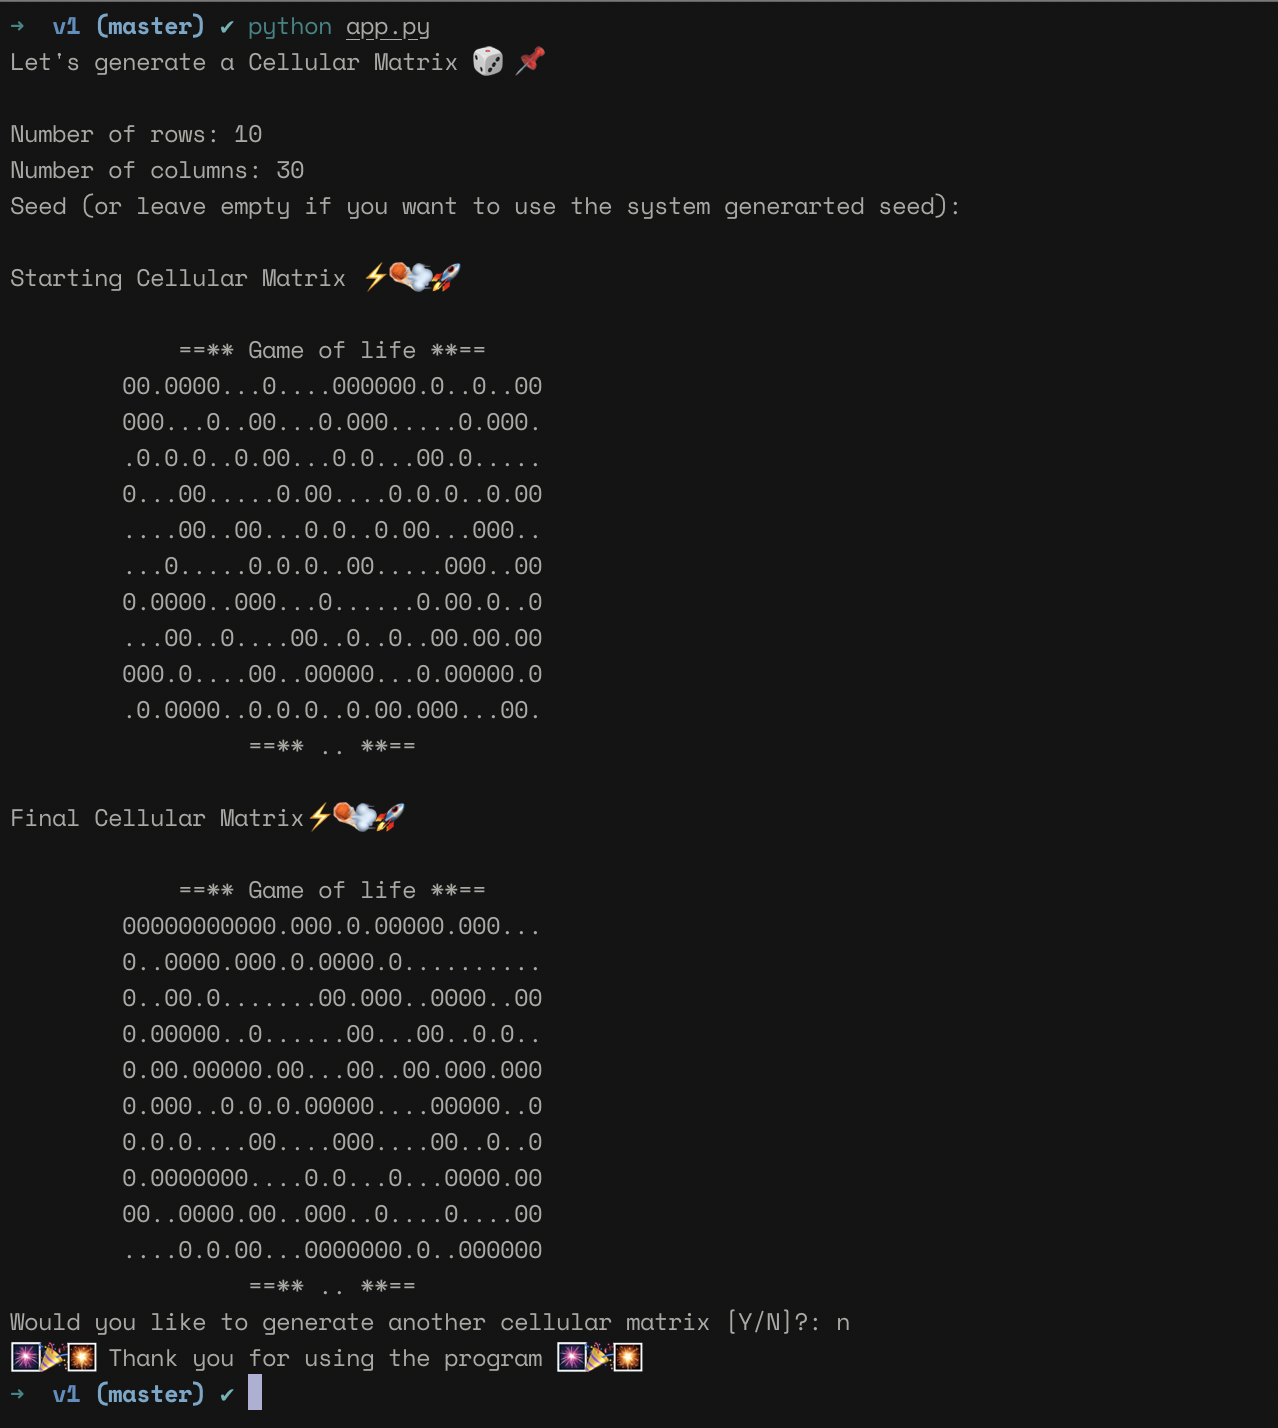 → v1 (master) ✔ python app.py
Let's generate a Cellular Matrix 🎲 📌
Number of rows: 10
Number of columns: 30
Seed (or leave empty if you want to use the system generarted seed):
Starting Cellular Matrix ⚡☄️💨🚀
==** Game of life **==
00.0000...0....000000.0..0..00
000...0..00...0.000.....0.000.
.0.0.0..0.00...0.0...00.0.....
0...00.....0.00....0.0.0..0.00
....00..00...0.0..0.00...000..
...0.....0.0.0..00.....000..00
0.0000..000...0......0.00.0..0
...00..0....00..0..0..00.00.00
000.0....00..00000...0.00000.0
.0.0000..0.0.0..0.00.000...00.
==** .. **==
Final Cellular Matrix⚡☄️💨🚀
==** Game of life **==
00000000000.000.0.00000.000...
0..0000.000.0.0000.0..........
0..00.0.......00.000..0000..00
0.00000..0......00...00..0.0..
0.00.00000.00...00..00.000.000
0.000..0.0.0.00000....00000..0
0.0.0....00....000....00..0..0
0.0000000....0.0...0...0000.00
00..0000.00..000..0....0....00
....0.0.00...0000000.0..000000
==** .. **==
Would you like to generate another cellular matrix [Y/N]?: n
🎆🎉🎇 Thank you for using the program 🎆🎉🎇
→ v1 (master) ✔